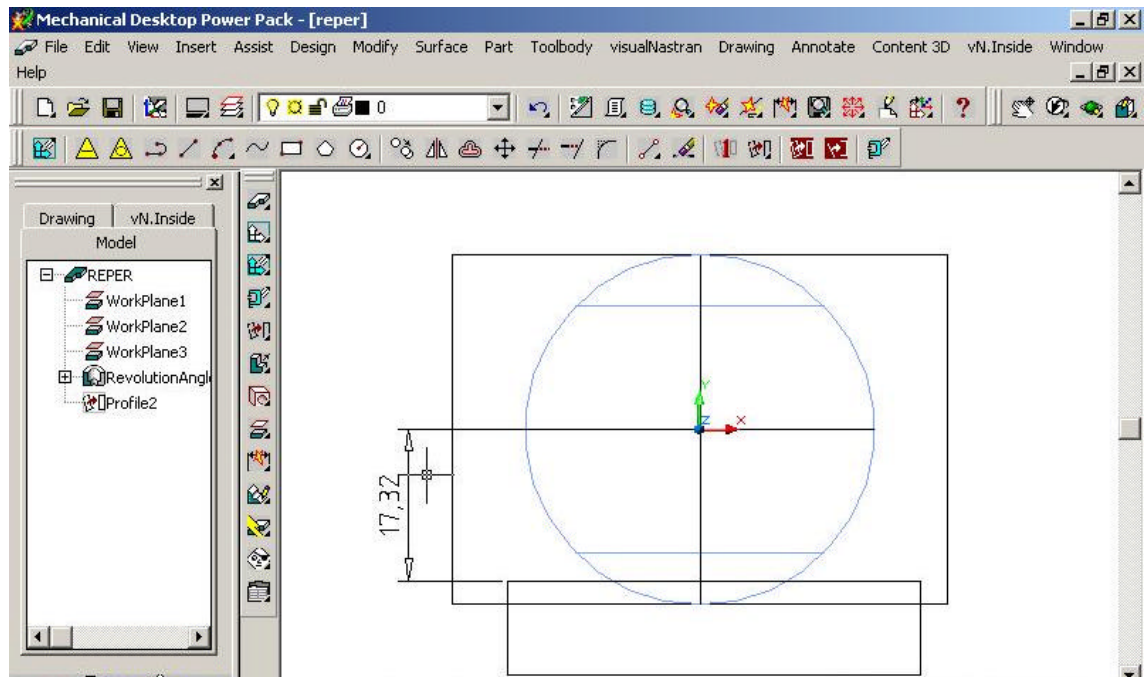 Mechanical Desktop Power Pack - [reper]
File Edit View Insert Assist Design Modify Surface Part Toolbody visualNastran Drawing Annotate Content 3D vN.Inside Window
Help
0
Drawing vN.Inside
Model
REPER
WorkPlane1
WorkPlane2
WorkPlane3
RevolutionAngl
Profile2
Y
Z X
17,32